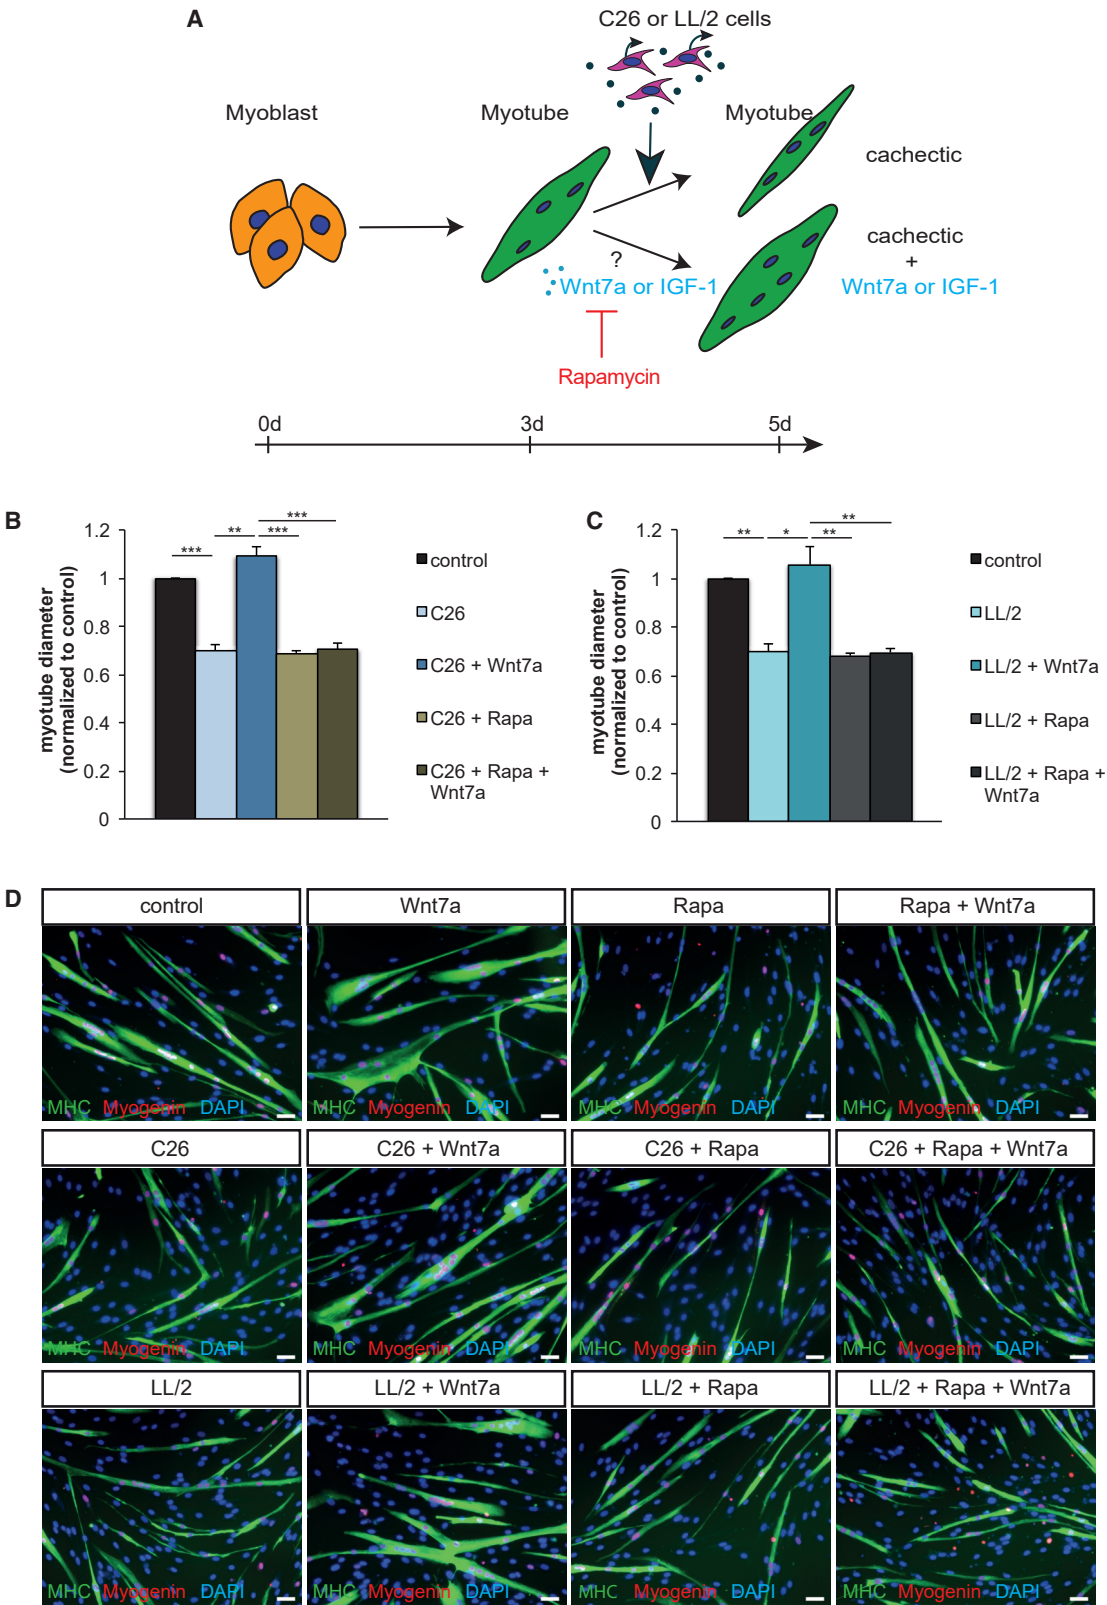 A
C26 or LL/2 cells
Myoblast
Myotube
Myotube
cachectic
?
Wnt7a or IGF-1
cachectic
+
Wnt7a or IGF-1
Rapamycin
0d
3d
5d
B
myotube diameter
(normalized to control)
1.2
1
0.8
0.6
0.4
0.2
0
***
**
***
***
control
C26
C26 + Wnt7a
C26 + Rapa
C26 + Rapa +
Wnt7a
C
myotube diameter
(normalized to control)
1.2
1
0.8
0.6
0.4
0.2
0
**
*
**
**
control
LL/2
LL/2 + Wnt7a
LL/2 + Rapa
LL/2 + Rapa +
Wnt7a
D
control
Wnt7a
Rapa
Rapa + Wnt7a
MHC Myogenin DAPI
MHC Myogenin DAPI
MHC Myogenin DAPI
MHC Myogenin DAPI
C26
C26 + Wnt7a
C26 + Rapa
C26 + Rapa + Wnt7a
MHC Myogenin DAPI
MHC Myogenin DAPI
MHC Myogenin DAPI
MHC Myogenin DAPI
LL/2
LL/2 + Wnt7a
LL/2 + Rapa
LL/2 + Rapa + Wnt7a
MHC Myogenin DAPI
MHC Myogenin DAPI
MHC Myogenin DAPI
MHC Myogenin DAPI